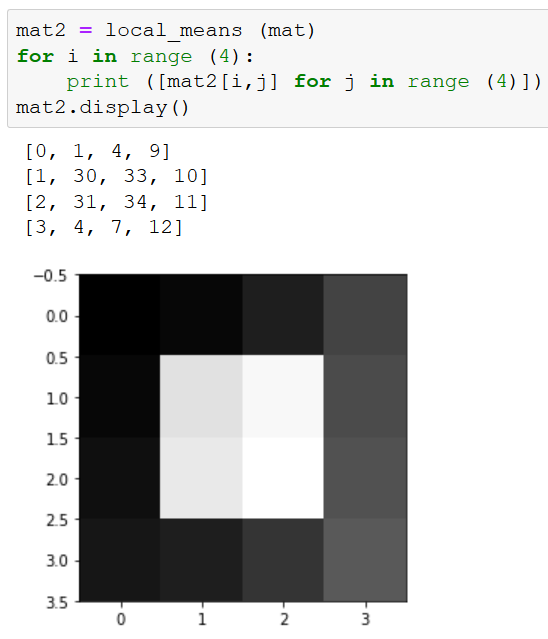 mat2 = local_means (mat)
for i in range (4):
    print ([mat2[i,j] for j in range (4)])
mat2.display()
[0, 1, 4, 9]
[1, 30, 33, 10]
[2, 31, 34, 11]
[3, 4, 7, 12]
−0.5
0.0
0.5
1.0
1.5
2.0
2.5
3.0
3.5
0 1 2 3